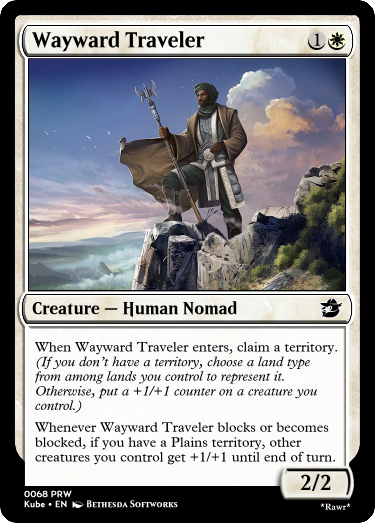 Wayward Traveler 1
Creature — Human Nomad
When Wayward Traveler enters, claim a territory.
(If you don't have a territory, choose a land type
from among lands you control to represent it.
Otherwise, put a +1/+1 counter on a creature you
control.)
Whenever Wayward Traveler blocks or becomes
blocked, if you have a Plains territory, other
creatures you control get +1/+1 until end of turn.
2/2
0068 PRW
Kube • EN Bethesda Softworks
*Rawr*